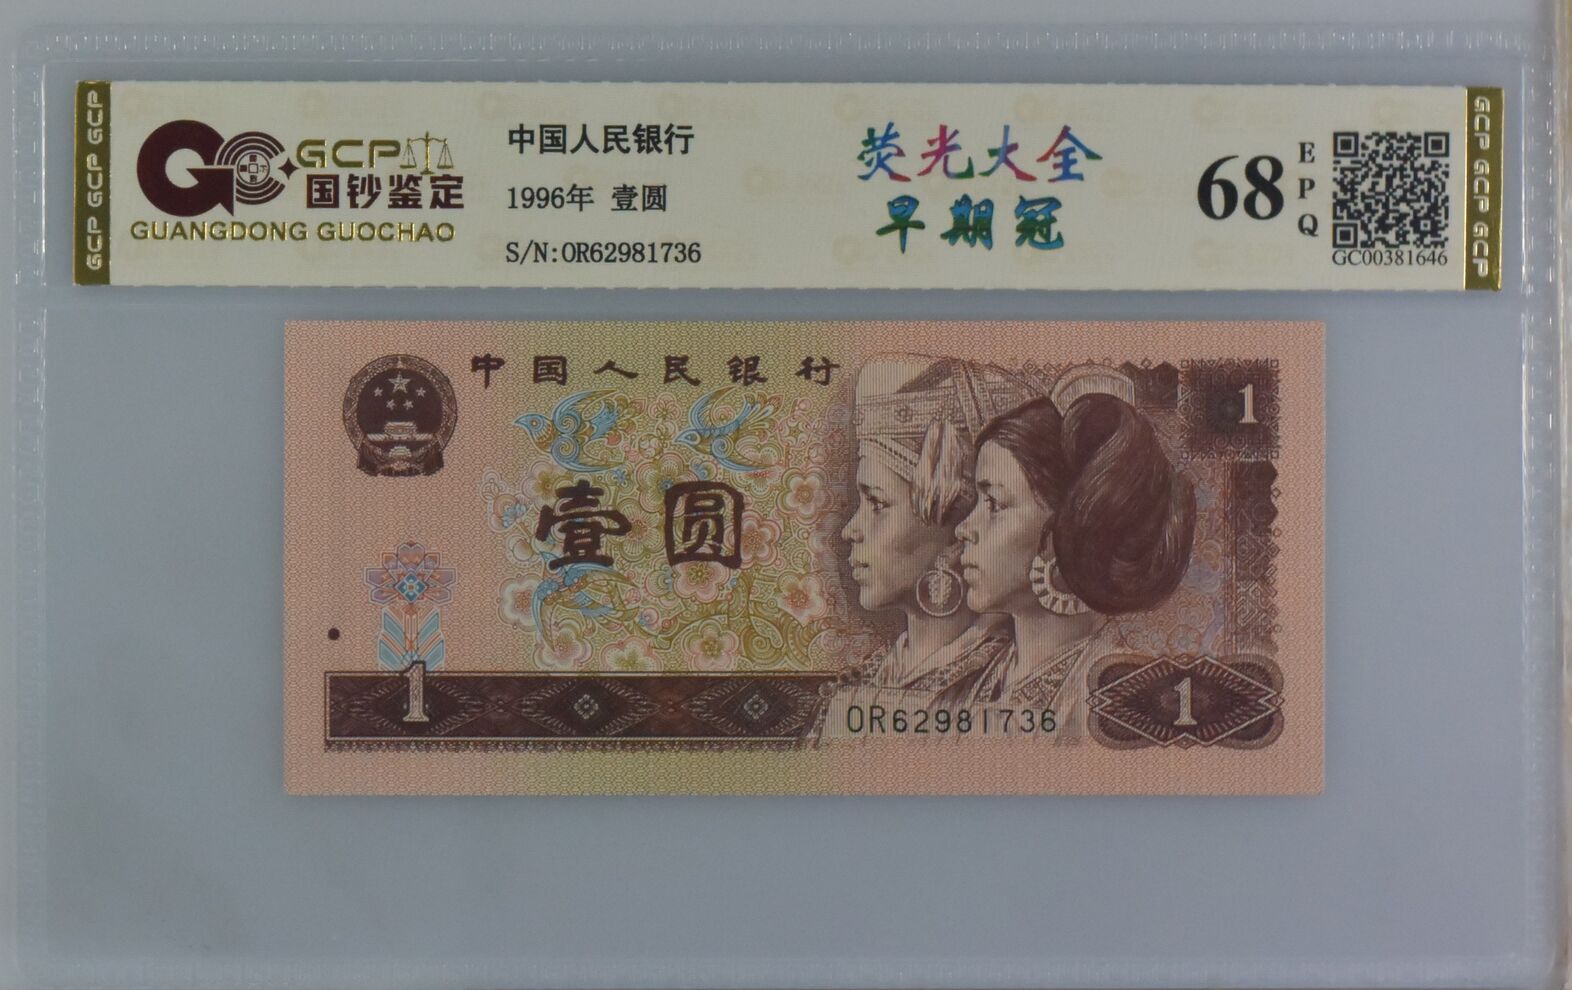 GCP GCP GCP
GCP
国钞鉴定
GUANGDONG GUOCHAO
中国人民银行
1996年 壹圆
S/N:0R62981736
荧光大全
早期冠
68
EPQ
GC00381646
GCP GCP GCP
中国人民银行
1
壹圆
1
0R62981736
1